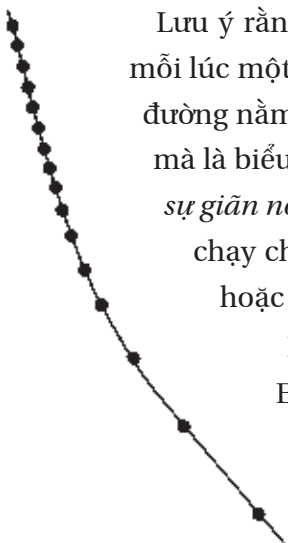 Lưu ý rằn
mỗi lúc một
đường nằm
mà là biểu
sự giãn n
chạy ch
hoặc
E